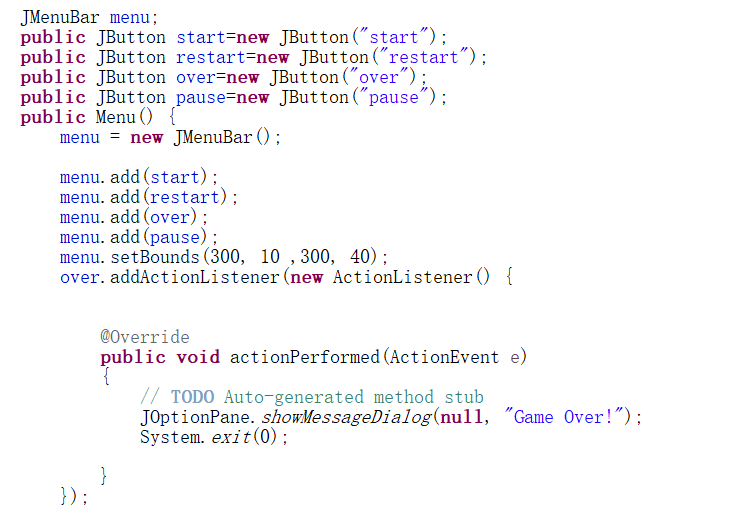 JMenuBar menu;
public JButton start=new JButton("start");
public JButton restart=new JButton("restart");
public JButton over=new JButton("over");
public JButton pause=new JButton("pause");
public Menu() {
    menu = new JMenuBar();

    menu.add(start);
    menu.add(restart);
    menu.add(over);
    menu.add(pause);
    menu.setBounds(300, 10 ,300, 40);
    over.addActionListener(new ActionListener() {


        @Override
        public void actionPerformed(ActionEvent e)
        {
            // TODO Auto-generated method stub
            JOptionPane.showMessageDialog(null, "Game Over!");
            System.exit(0);

        }
    });